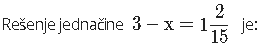 Rešenje jednačine 3 − x = 1 2/15 je: